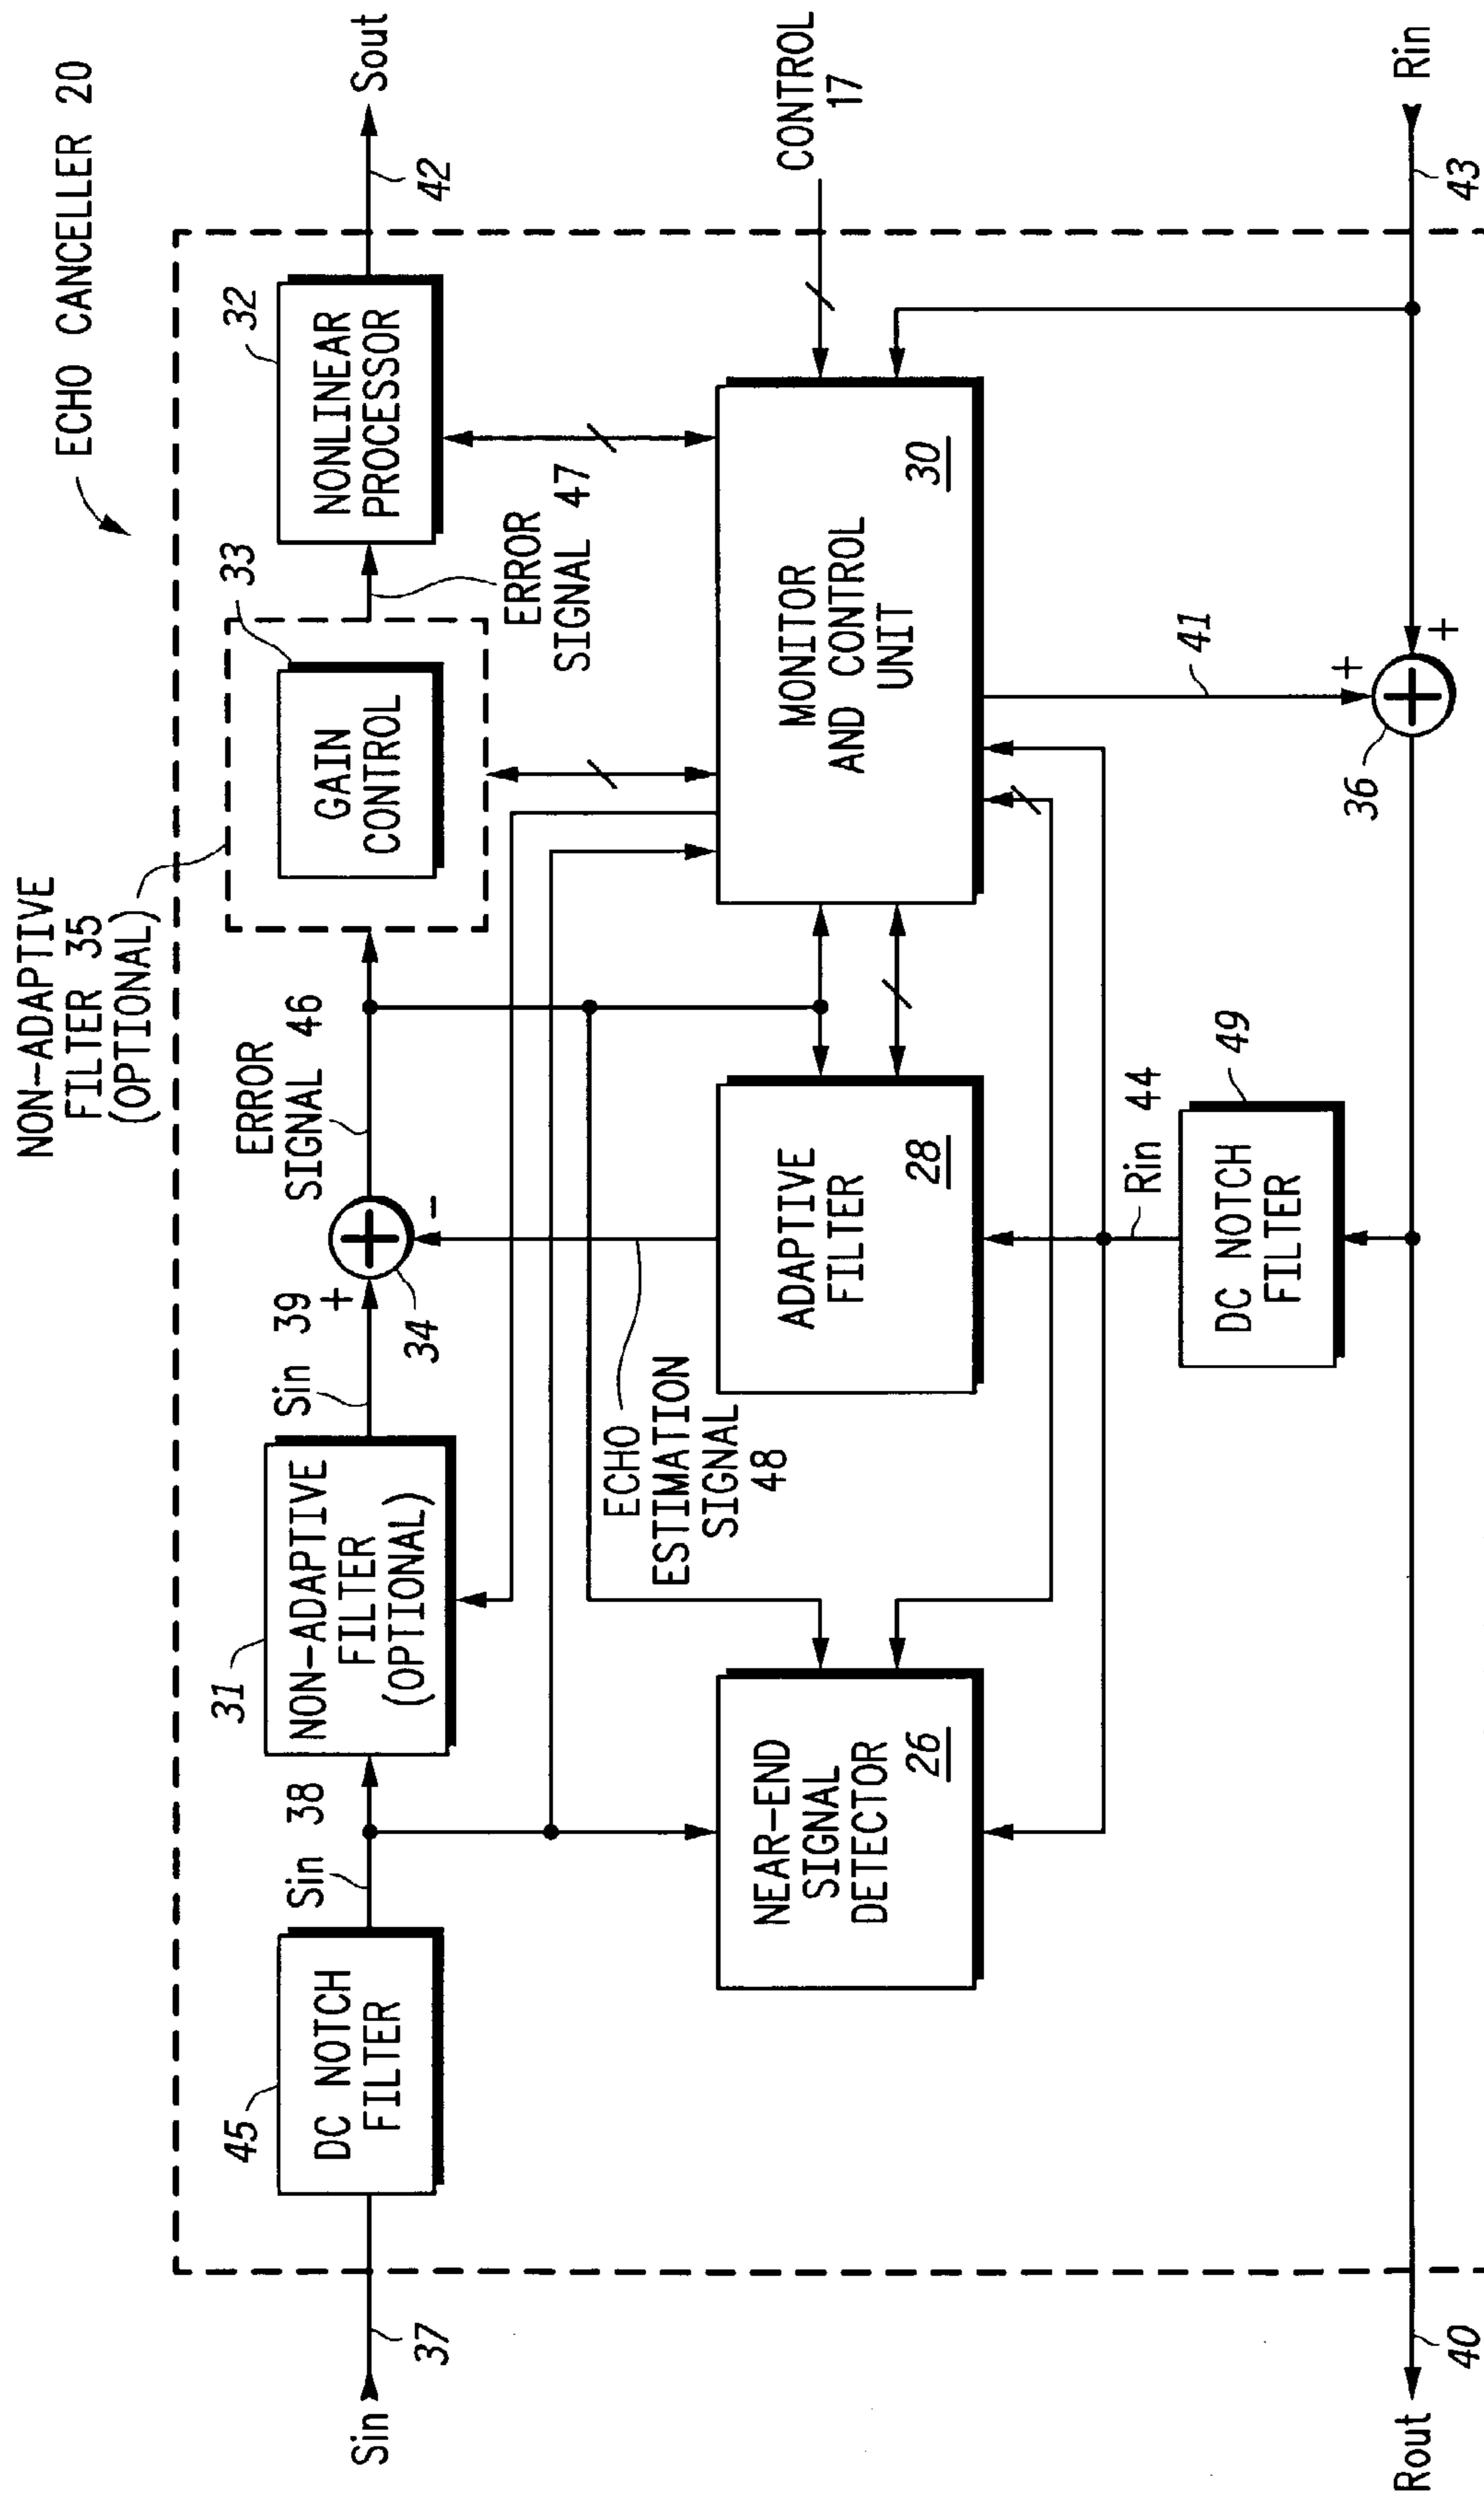 ECHO CANCELLER 20
NON-ADAPTIVE
FILTER 35
(OPTIONAL)
Sin
37
45
DC NOTCH
FILTER
Sin 38
31
NON-ADAPTIVE
FILTER
(OPTIONAL)
Sin 39
+
34
-
ERROR
SIGNAL 46
33
GAIN
CONTROL
ERROR
SIGNAL 47
32
NONLINEAR
PROCESSOR
42
Sout
ECHO
ESTIMATION
SIGNAL
48
NEAR-END
SIGNAL
DETECTOR
26
ADAPTIVE
FILTER
28
MONITOR
AND CONTROL
UNIT
30
CONTROL
17
Rin 44
DC NOTCH
FILTER
49
41
+
+
36
Rout
40
43
Rin